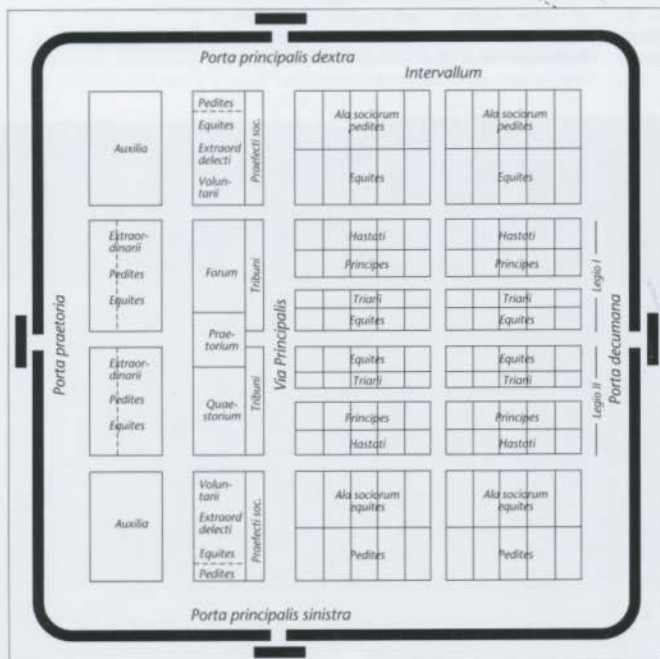 Porta principalis dextra
Intervallum
Porta praetoria
Auxilia
Pedites
Equites
Extraord
delecti
Volun-
tarii
Praefecti soc.
Ala sociorum
pedites
Equites
Ala sociorum
pedites
Equites
Extraor-
dinarii
Pedites
Equites
Forum
Tribuni
Prae-
torium
Via Principalis
Hastati
Principes
Hastati
Principes
Triarii
Equites
Triarii
Equites
Legio I
Porta decumana
Extraor-
dinarii
Pedites
Equites
Quae-
storium
Tribuni
Equites
Triarii
Equites
Triarii
Principes
Hastati
Principes
Hastati
Legio II
Auxilia
Volun-
tarii
Extraord
delecti
Equites
Pedites
Praefecti soc.
Ala sociorum
equites
Pedites
Ala sociorum
equites
Pedites
Porta principalis sinistra